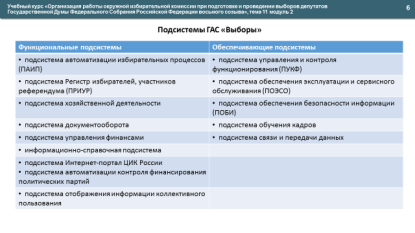 Учебный курс «Организация работы окружной избирательной комиссии при подготовке и проведении выборов депутатов
Государственной Думы Федерального Собрания Российской Федерации восьмого созыва», тема 11 модуль 2
6
Подсистемы ГАС «Выборы»
Функциональные подсистемы
Обеспечивающие подсистемы
• подсистема автоматизации избирательных процессов
(ПАИП)
• подсистема управления и контроля
функционирования (ПУКФ)
• подсистема Регистр избирателей, участников
референдума (ПРИУР)
• подсистема обеспечения эксплуатации и сервисного
обслуживания (ПОЭСО)
• подсистема хозяйственной деятельности
• подсистема обеспечения безопасности информации
(ПОБИ)
• подсистема документооборота
• подсистема обучения кадров
• подсистема управления финансами
• подсистема связи и передачи данных
• информационно-справочная подсистема
• подсистема Интернет-портал ЦИК России
• подсистема автоматизации контроля финансирования
политических партий
• подсистема отображения информации коллективного
пользования